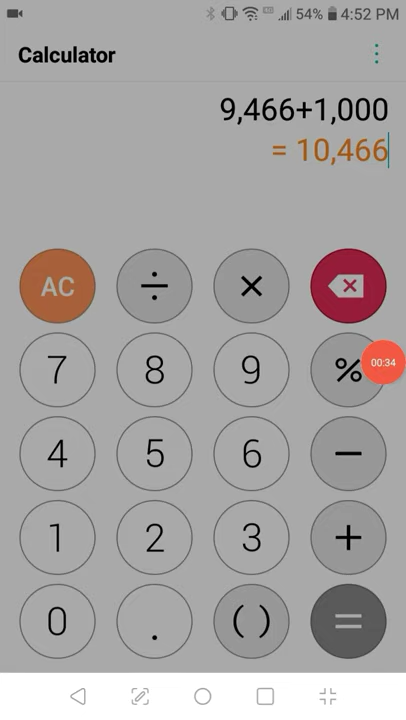 54% 4:52 PM
Calculator
9,466+1,000
= 10,466
AC ÷ ×
7 8 9 %
00:34
4 5 6 −
1 2 3 +
0 . ( ) =